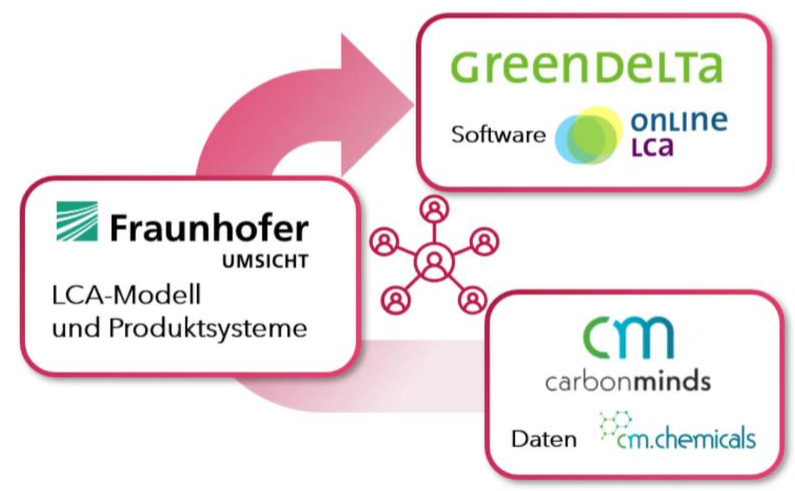 GreenDeLTa
Software
onLIne
Lca
Fraunhofer
UMSICHT
LCA-Modell
und Produktsysteme
cm
carbonminds
Daten
cm.chemicals